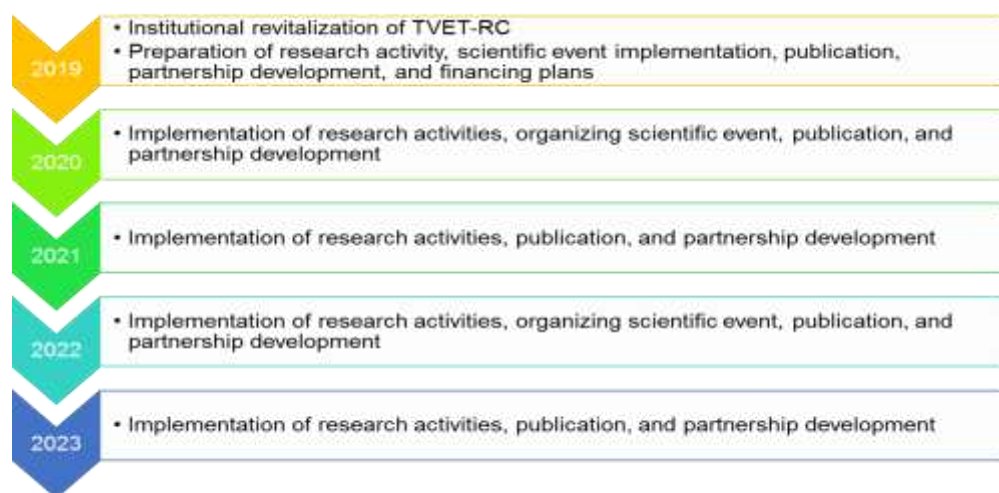 2019
• Institutional revitalization of TVET-RC
• Preparation of research activity, scientific event implementation, publication,
partnership development, and financing plans
2020
• Implementation of research activities, organizing scientific event, publication, and
partnership development
2021
• Implementation of research activities, publication, and partnership development
2022
• Implementation of research activities, organizing scientific event, publication, and
partnership development
2023
• Implementation of research activities, publication, and partnership development